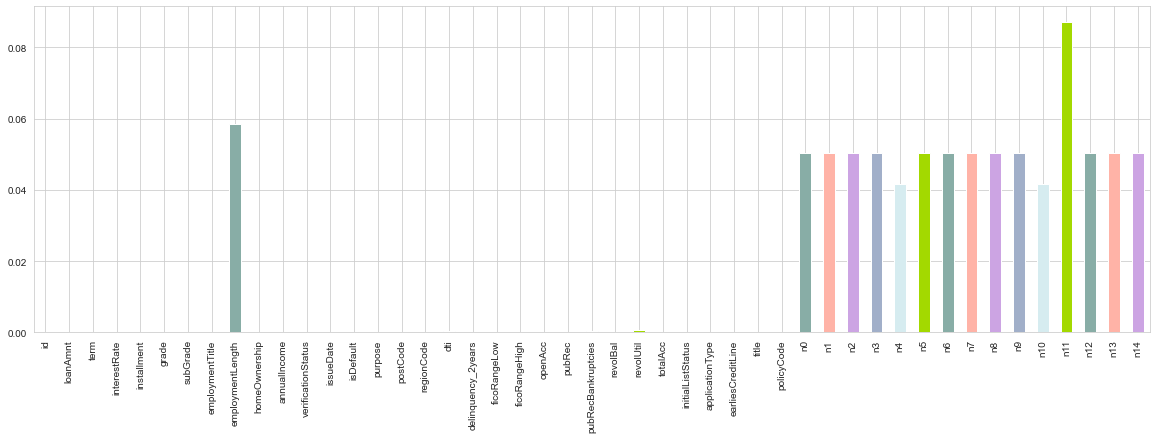 0.08
0.06
0.04
0.02
0.00
id
loanAmnt
term
interestRate
installment
grade
subGrade
employmentTitle
employmentLength
homeOwnership
annualIncome
verificationStatus
issueDate
isDefault
purpose
postCode
regionCode
dti
delinquency_2years
ficoRangeLow
ficoRangeHigh
openAcc
pubRec
pubRecBankruptcies
revolBal
revolUtil
totalAcc
initialListStatus
applicationType
earliesCreditLine
title
policyCode
n0
n1
n2
n3
n4
n5
n6
n7
n8
n9
n10
n11
n12
n13
n14